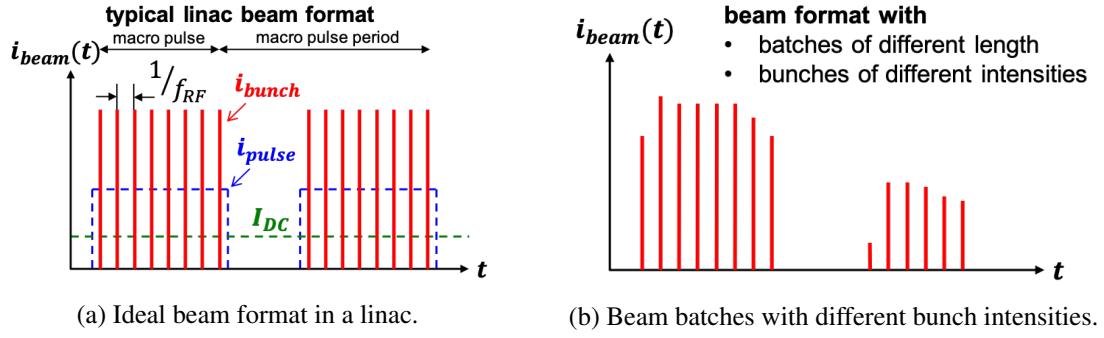 typical linac beam format
macro pulse
macro pulse period
i_beam(t)
1/f_RF
i_bunch
i_pulse
I_DC
t
(a) Ideal beam format in a linac.
beam format with
• batches of different length
• bunches of different intensities
i_beam(t)
t
(b) Beam batches with different bunch intensities.